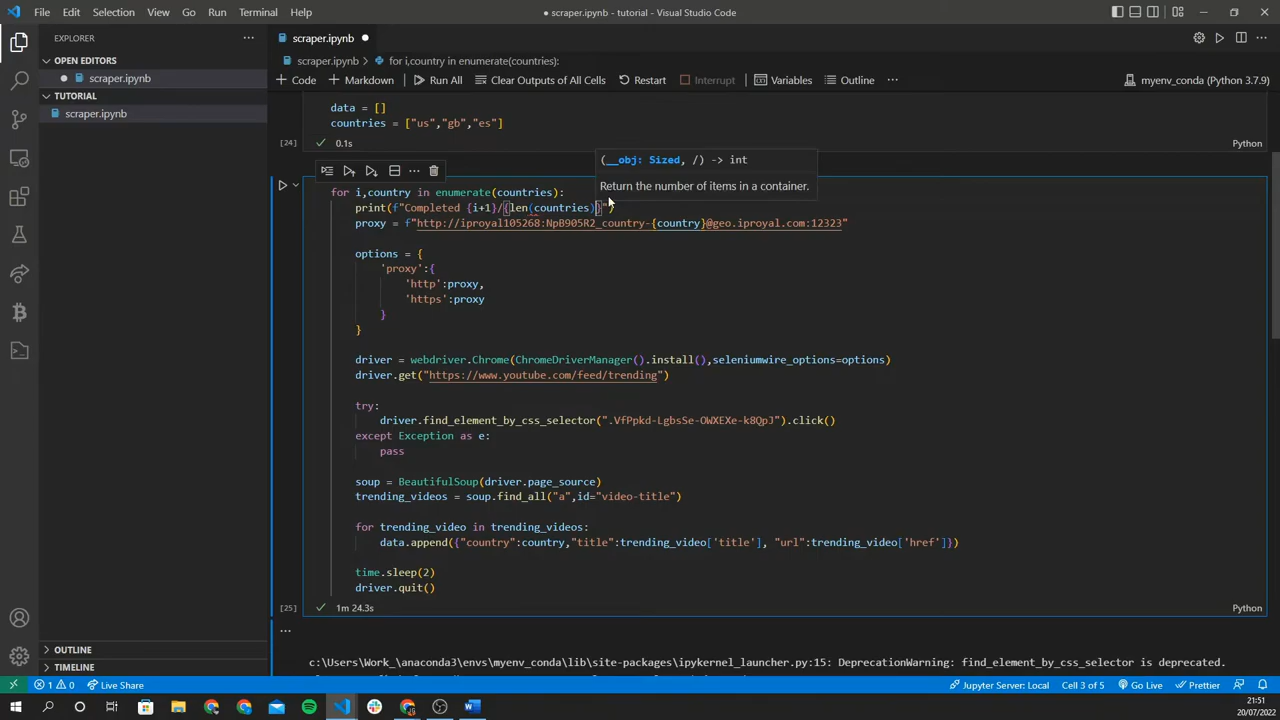 File Edit Selection View Go Run Terminal Help
● scraper.ipynb - tutorial - Visual Studio Code
EXPLORER
OPEN EDITORS
● scraper.ipynb
TUTORIAL
scraper.ipynb
OUTLINE
TIMELINE
scraper.ipynb ●
scraper.ipynb > for i,country in enumerate(countries):
+ Code + Markdown Run All Clear Outputs of All Cells Restart Interrupt Variables Outline ··· myenv_conda (Python 3.7.9)
data = []
countries = ["us","gb","es"]
[24] ✓ 0.1s Python
(__obj: Sized, /) -> int
Return the number of items in a container.
for i,country in enumerate(countries):
print(f"Completed {i+1}/{len(countries)}")
proxy = f"http://iproyal105268:NpB905R2_country-{country}@geo.iproyal.com:12323"
options = {
'proxy':{
'http':proxy,
'https':proxy
}
}
driver = webdriver.Chrome(ChromeDriverManager().install(),seleniumwire_options=options)
driver.get("https://www.youtube.com/feed/trending")
try:
driver.find_element_by_css_selector(".VfPpkd-LgbsSe-OWXEXe-k8QpJ").click()
except Exception as e:
pass
soup = BeautifulSoup(driver.page_source)
trending_videos = soup.find_all("a",id="video-title")
for trending_video in trending_videos:
data.append({"country":country,"title":trending_video['title'], "url":trending_video['href']})
time.sleep(2)
driver.quit()
[25] ✓ 1m 24.3s Python
...
c:\Users\Work_\anaconda3\envs\myenv_conda\lib\site-packages\ipykernel_launcher.py:15: DeprecationWarning: find_element_by_css_selector is deprecated.
1 0 Live Share Jupyter Server: Local Cell 3 of 5 Go Live Prettier
21:51
20/07/2022